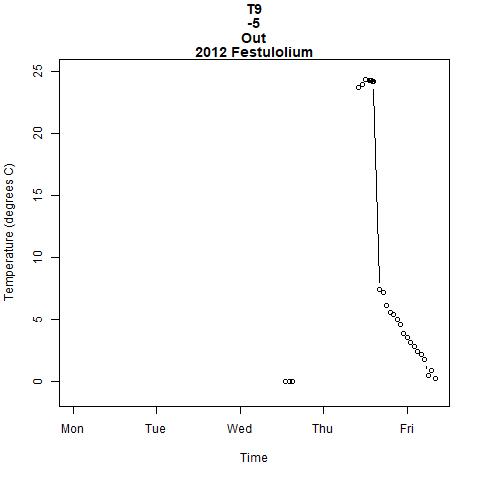 T9
-5
Out
2012 Festulolium
Temperature (degrees C)
25
20
15
10
5
0
Mon Tue Wed Thu Fri
Time